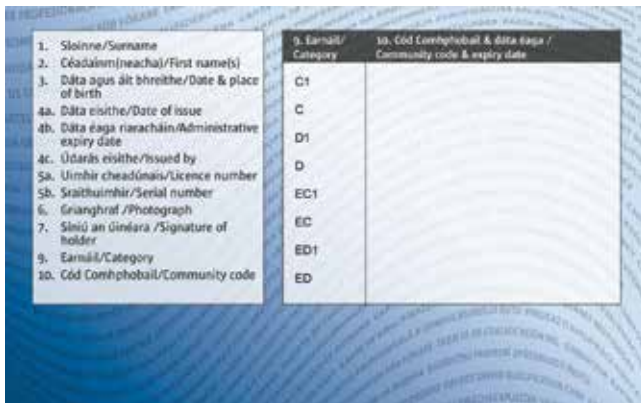 1. Sloinne/Surname
2. Céadainm(neacha)/First name(s)
3. Dáta agus áit bhreithe/Date & place
of birth
4a. Dáta eisithe/Date of issue
4b. Dáta éaga riaracháin/Administrative
expiry date
4c. Údarás eisithe/Issued by
5a. Uimhir cheadúnais/Licence number
5b. Sraithuimhir/Serial number
6. Grianghraf /Photograph
7. Síniú an úinéara /Signature of
holder
9. Earnáil/Category
10. Cód Comhphobail/Community code
9. Earnáil/
Category
10. Cód Comhphobail & dáta éaga /
Community code & expiry date
C1
C
D1
D
EC1
EC
ED1
ED